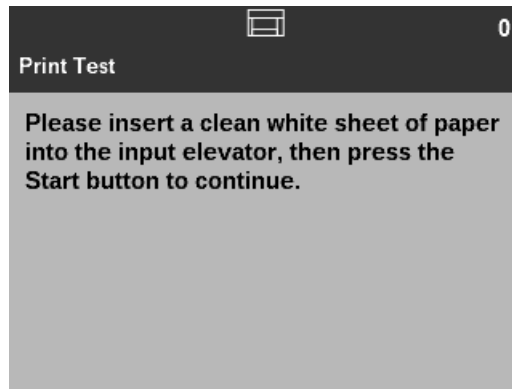 0
Print Test
Please insert a clean white sheet of paper
into the input elevator, then press the
Start button to continue.